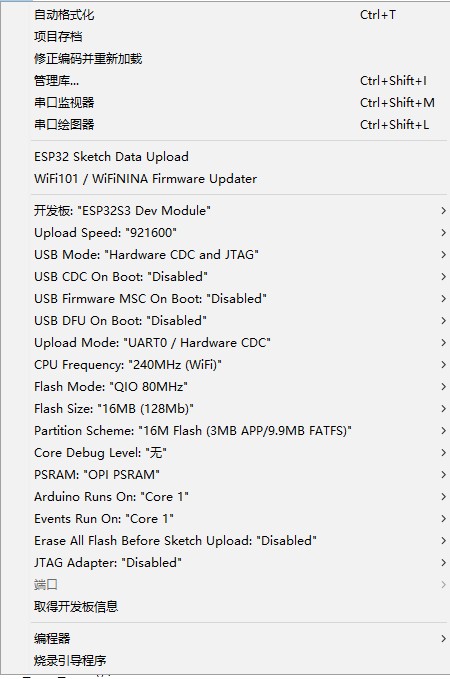 自动格式化 Ctrl+T
项目存档
修正编码并重新加载
管理库... Ctrl+Shift+I
串口监视器 Ctrl+Shift+M
串口绘图器 Ctrl+Shift+L
ESP32 Sketch Data Upload
WiFi101 / WiFiNINA Firmware Updater
开发板: "ESP32S3 Dev Module"
Upload Speed: "921600"
USB Mode: "Hardware CDC and JTAG"
USB CDC On Boot: "Disabled"
USB Firmware MSC On Boot: "Disabled"
USB DFU On Boot: "Disabled"
Upload Mode: "UART0 / Hardware CDC"
CPU Frequency: "240MHz (WiFi)"
Flash Mode: "QIO 80MHz"
Flash Size: "16MB (128Mb)"
Partition Scheme: "16M Flash (3MB APP/9.9MB FATFS)"
Core Debug Level: "无"
PSRAM: "OPI PSRAM"
Arduino Runs On: "Core 1"
Events Run On: "Core 1"
Erase All Flash Before Sketch Upload: "Disabled"
JTAG Adapter: "Disabled"
端口
取得开发板信息
编程器
烧录引导程序